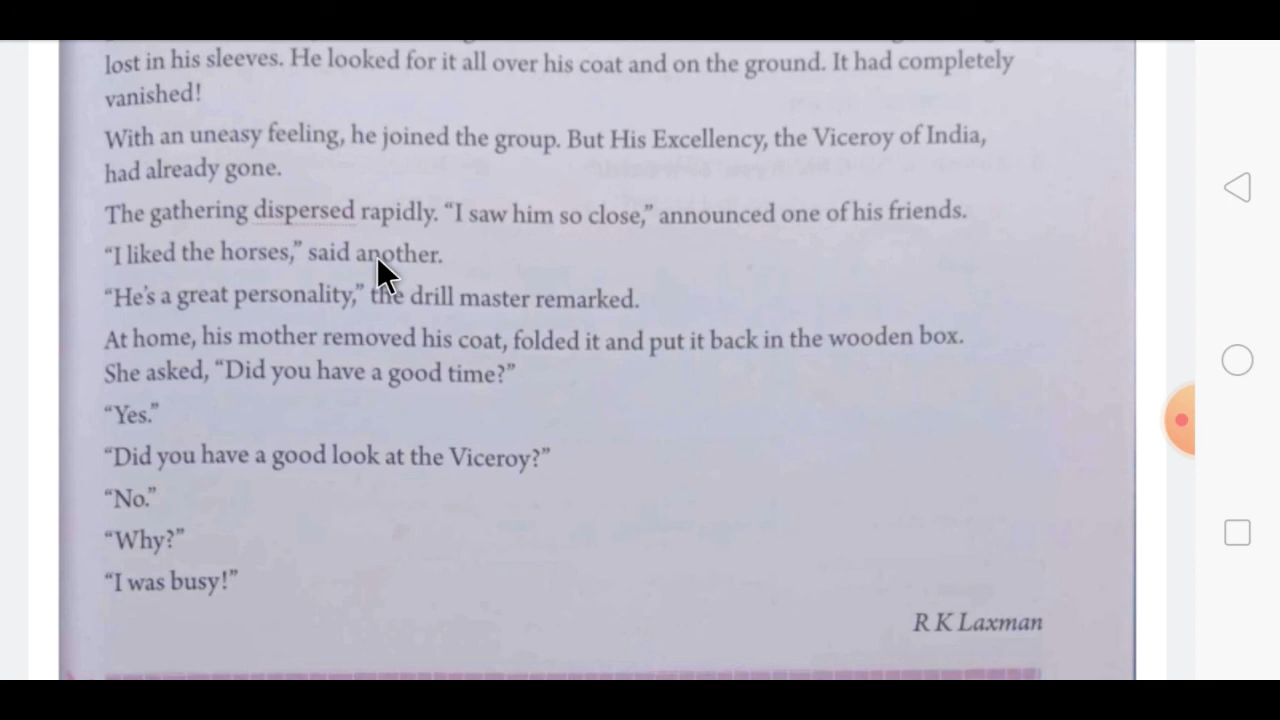 lost in his sleeves. He looked for it all over his coat and on the ground. It had completely
vanished!
With an uneasy feeling, he joined the group. But His Excellency, the Viceroy of India,
had already gone.
The gathering dispersed rapidly. “I saw him so close,” announced one of his friends.
“I liked the horses,” said another.
“He’s a great personality,” the drill master remarked.
At home, his mother removed his coat, folded it and put it back in the wooden box.
She asked, “Did you have a good time?”
“Yes.”
“Did you have a good look at the Viceroy?”
“No.”
“Why?”
“I was busy!”
R K Laxman